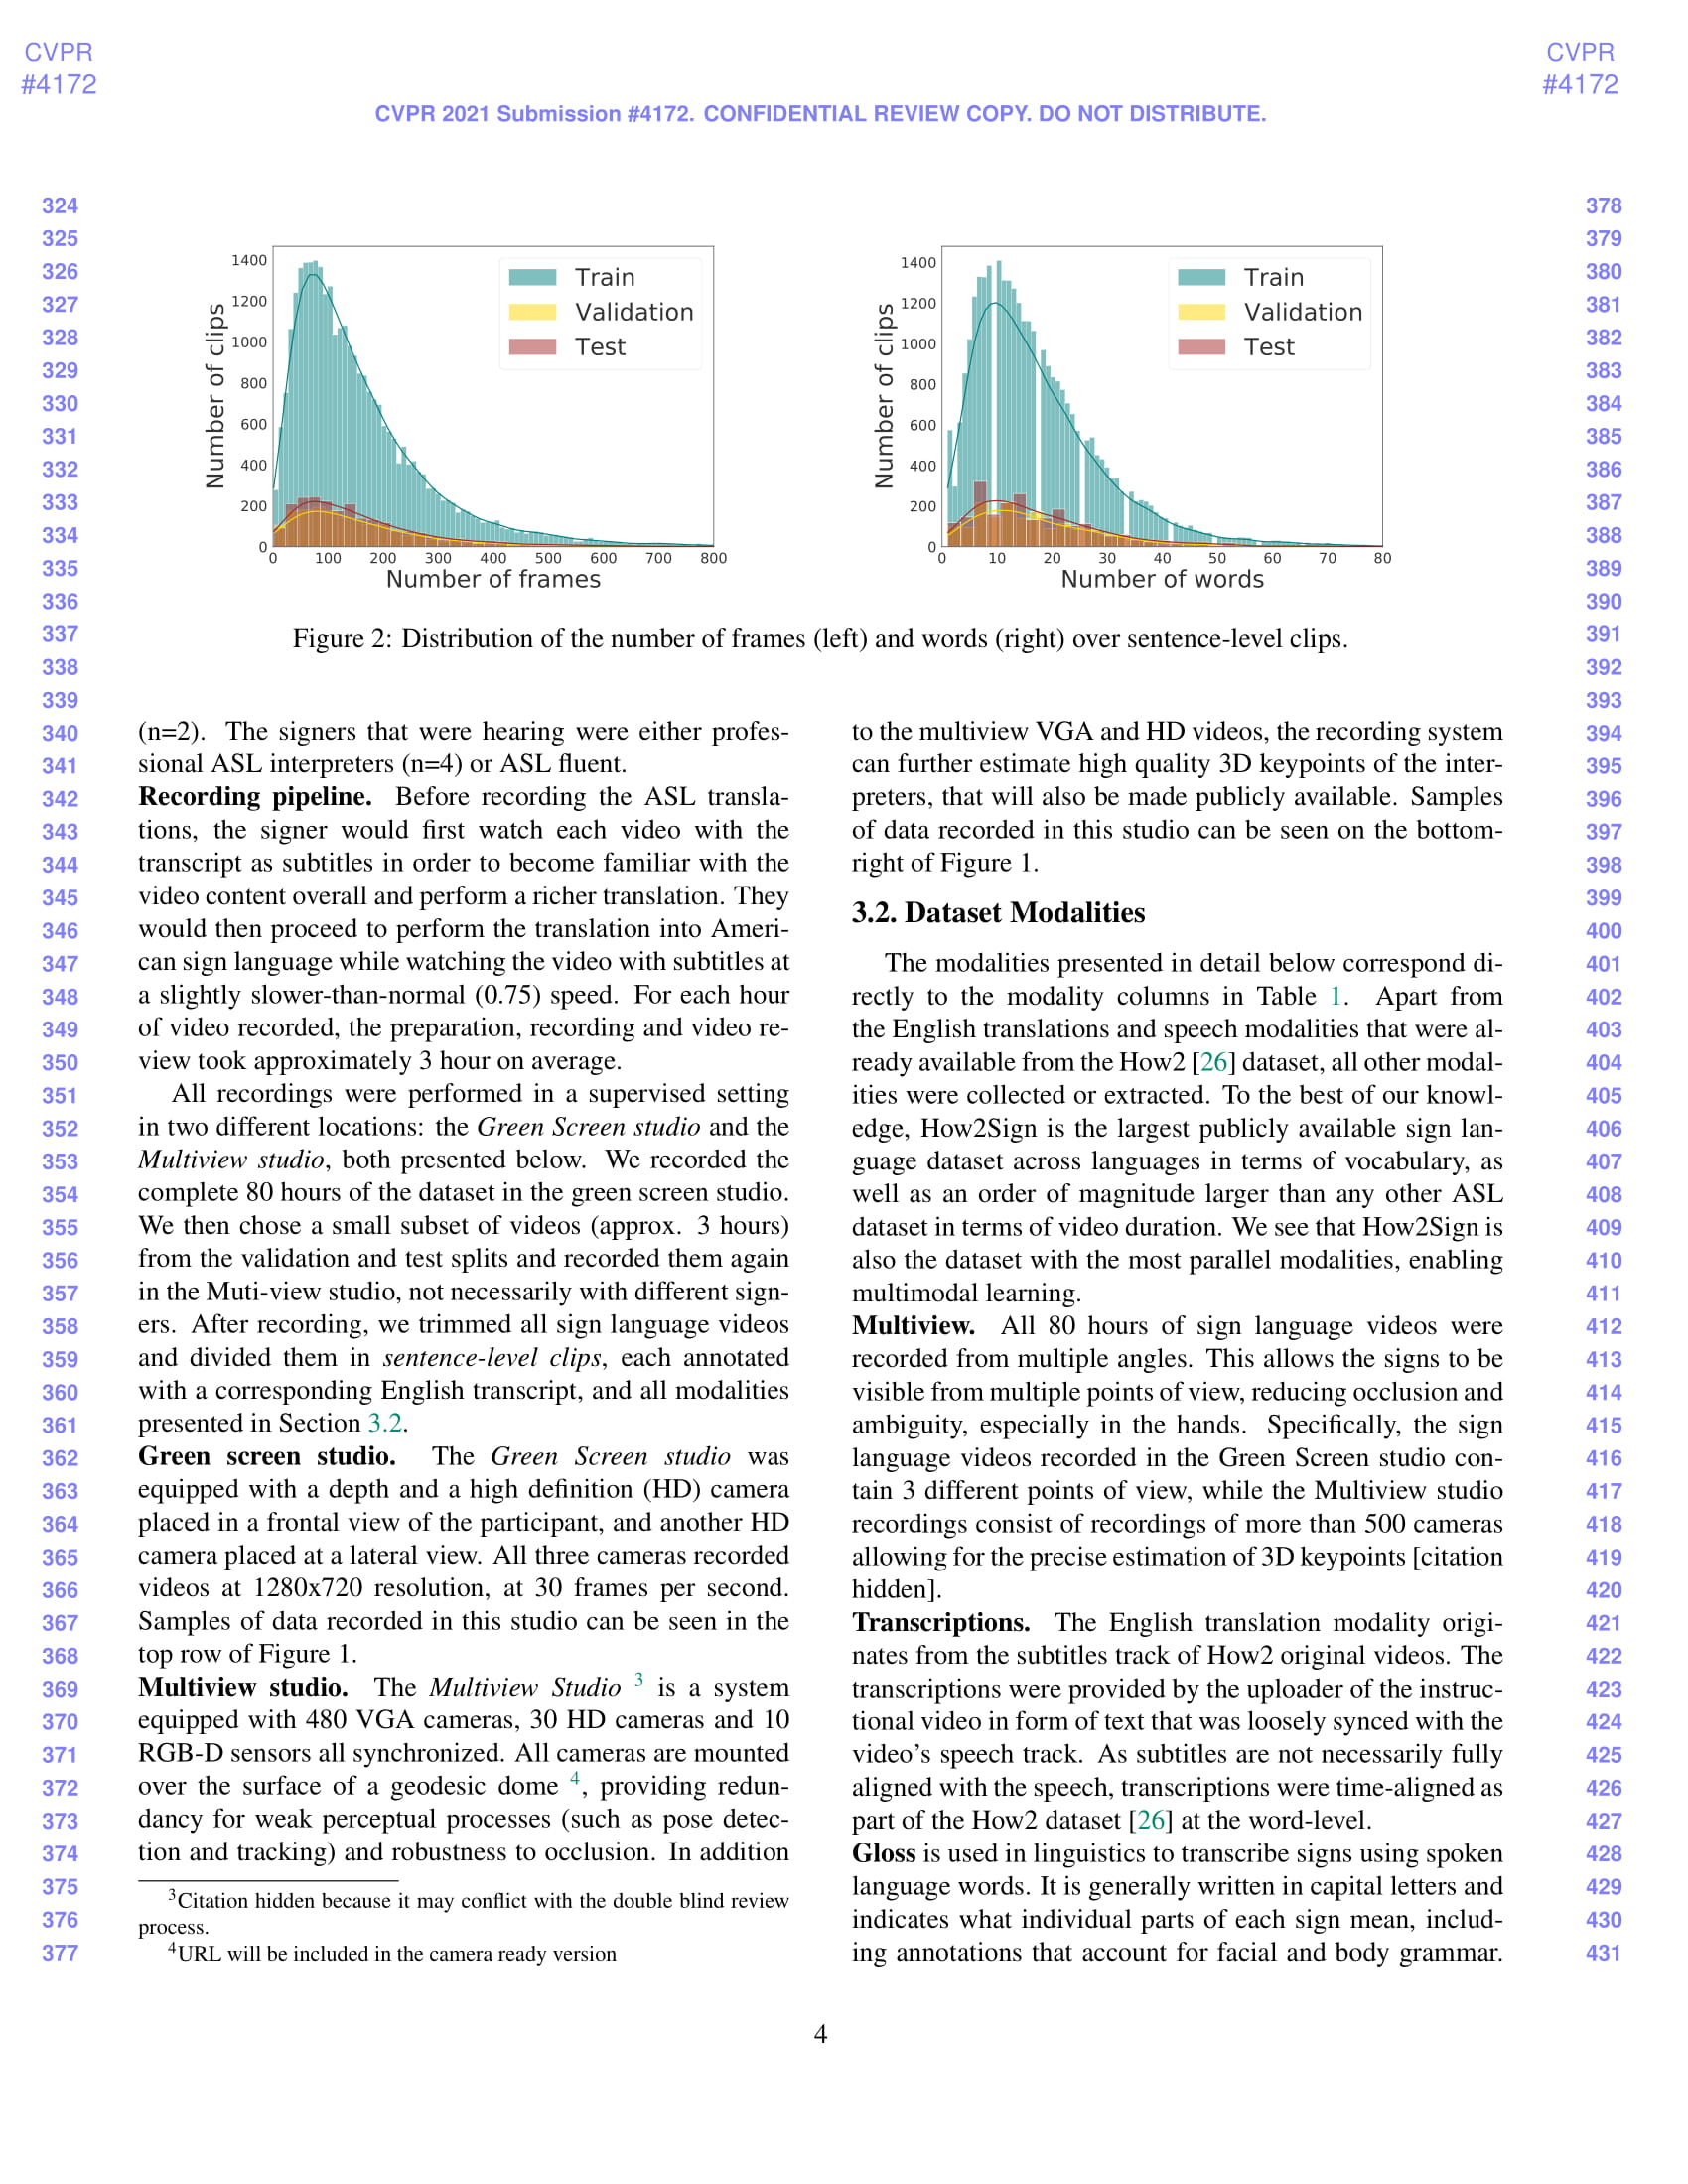 CVPR
#4172
CVPR
#4172
CVPR 2021 Submission #4172. CONFIDENTIAL REVIEW COPY. DO NOT DISTRIBUTE.
324
325
326
327
328
329
330
331
332
333
334
335
336
337
338
339
340
341
342
343
344
345
346
347
348
349
350
351
352
353
354
355
356
357
358
359
360
361
362
363
364
365
366
367
368
369
370
371
372
373
374
375
376
377
Number of clips
1400
1200
1000
800
600
400
200
0
0 100 200 300 400 500 600 700 800
Number of frames
Train
Validation
Test
Number of clips
1400
1200
1000
800
600
400
200
0
0 10 20 30 40 50 60 70 80
Number of words
Train
Validation
Test
Figure 2: Distribution of the number of frames (left) and words (right) over sentence-level clips.
(n=2). The signers that were hearing were either profes-
sional ASL interpreters (n=4) or ASL fluent.
Recording pipeline. Before recording the ASL transla-
tions, the signer would first watch each video with the
transcript as subtitles in order to become familiar with the
video content overall and perform a richer translation. They
would then proceed to perform the translation into Ameri-
can sign language while watching the video with subtitles at
a slightly slower-than-normal (0.75) speed. For each hour
of video recorded, the preparation, recording and video re-
view took approximately 3 hour on average.
All recordings were performed in a supervised setting
in two different locations: the Green Screen studio and the
Multiview studio, both presented below. We recorded the
complete 80 hours of the dataset in the green screen studio.
We then chose a small subset of videos (approx. 3 hours)
from the validation and test splits and recorded them again
in the Muti-view studio, not necessarily with different sign-
ers. After recording, we trimmed all sign language videos
and divided them in sentence-level clips, each annotated
with a corresponding English transcript, and all modalities
presented in Section 3.2.
Green screen studio. The Green Screen studio was
equipped with a depth and a high definition (HD) camera
placed in a frontal view of the participant, and another HD
camera placed at a lateral view. All three cameras recorded
videos at 1280x720 resolution, at 30 frames per second.
Samples of data recorded in this studio can be seen in the
top row of Figure 1.
Multiview studio. The Multiview Studio 3 is a system
equipped with 480 VGA cameras, 30 HD cameras and 10
RGB-D sensors all synchronized. All cameras are mounted
over the surface of a geodesic dome 4, providing redun-
dancy for weak perceptual processes (such as pose detec-
tion and tracking) and robustness to occlusion. In addition
3Citation hidden because it may conflict with the double blind review
process.
4URL will be included in the camera ready version
to the multiview VGA and HD videos, the recording system
can further estimate high quality 3D keypoints of the inter-
preters, that will also be made publicly available. Samples
of data recorded in this studio can be seen on the bottom-
right of Figure 1.
3.2. Dataset Modalities
The modalities presented in detail below correspond di-
rectly to the modality columns in Table 1. Apart from
the English translations and speech modalities that were al-
ready available from the How2 [26] dataset, all other modal-
ities were collected or extracted. To the best of our knowl-
edge, How2Sign is the largest publicly available sign lan-
guage dataset across languages in terms of vocabulary, as
well as an order of magnitude larger than any other ASL
dataset in terms of video duration. We see that How2Sign is
also the dataset with the most parallel modalities, enabling
multimodal learning.
Multiview. All 80 hours of sign language videos were
recorded from multiple angles. This allows the signs to be
visible from multiple points of view, reducing occlusion and
ambiguity, especially in the hands. Specifically, the sign
language videos recorded in the Green Screen studio con-
tain 3 different points of view, while the Multiview studio
recordings consist of recordings of more than 500 cameras
allowing for the precise estimation of 3D keypoints [citation
hidden].
Transcriptions. The English translation modality origi-
nates from the subtitles track of How2 original videos. The
transcriptions were provided by the uploader of the instruc-
tional video in form of text that was loosely synced with the
video's speech track. As subtitles are not necessarily fully
aligned with the speech, transcriptions were time-aligned as
part of the How2 dataset [26] at the word-level.
Gloss is used in linguistics to transcribe signs using spoken
language words. It is generally written in capital letters and
indicates what individual parts of each sign mean, includ-
ing annotations that account for facial and body grammar.
378
379
380
381
382
383
384
385
386
387
388
389
390
391
392
393
394
395
396
397
398
399
400
401
402
403
404
405
406
407
408
409
410
411
412
413
414
415
416
417
418
419
420
421
422
423
424
425
426
427
428
429
430
431
4